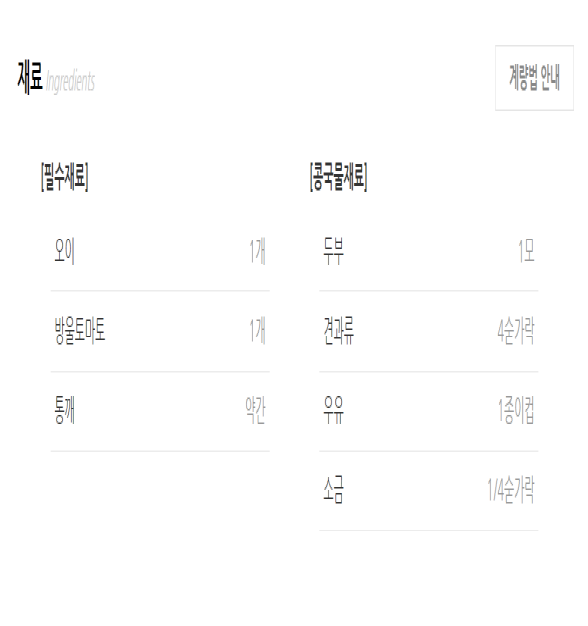 재료 Ingredients
계량법 안내
[필수재료]
오이 1개
방울토마토 1개
통깨 약간
[콩국물재료]
두부 1모
견과류 4숟가락
우유 1종이컵
소금 1/4숟가락